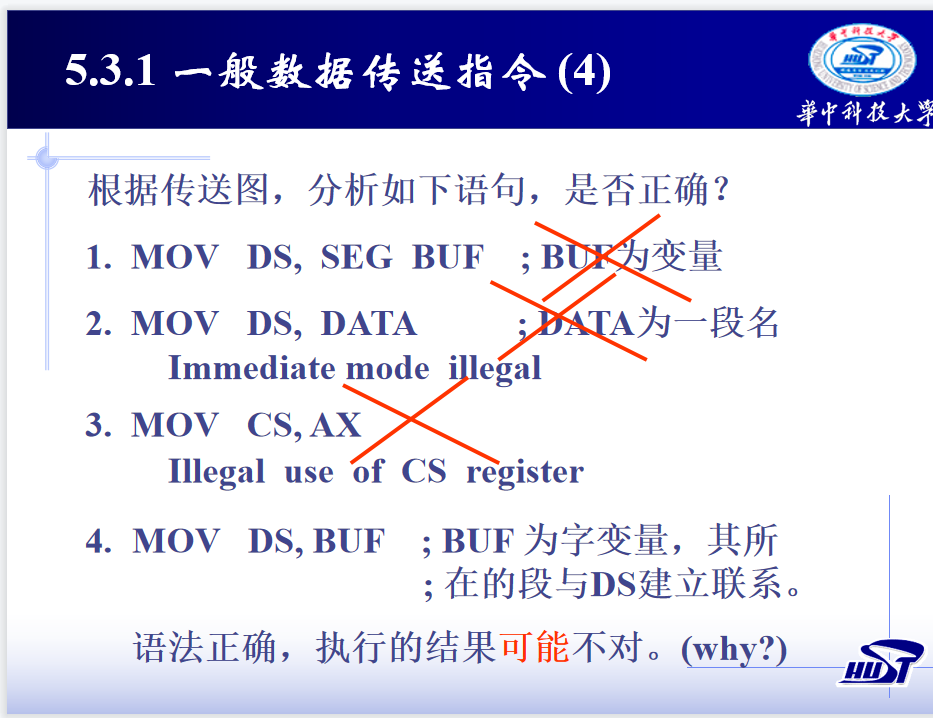 5.3.1 一般数据传送指令 (4)
華中科技大學
根据传送图，分析如下语句，是否正确？
1. MOV DS, SEG BUF ; BUF为变量
2. MOV DS, DATA ; DATA为一段名
Immediate mode illegal
3. MOV CS, AX
Illegal use of CS register
4. MOV DS, BUF ; BUF 为字变量，其所
; 在的段与DS建立联系。
语法正确，执行的结果可能不对。(why?)
HUST